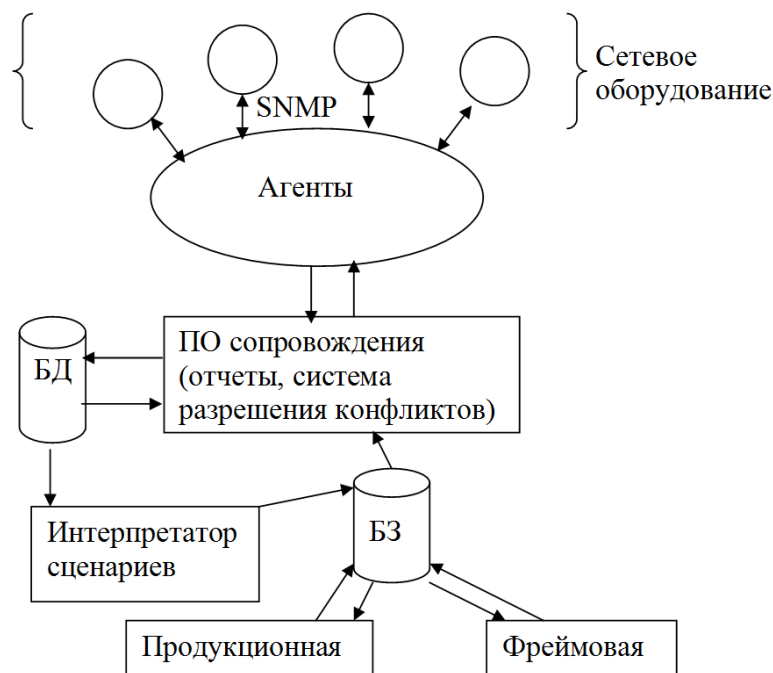 Сетевое
оборудование
SNMP
Агенты
ПО сопровождения
(отчеты, система
разрешения конфликтов)
БД
Интерпретатор
сценариев
БЗ
Продукционная
Фреймовая